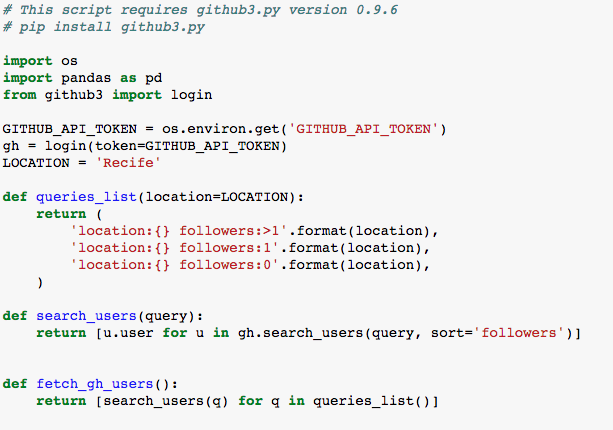 # This script requires github3.py version 0.9.6
# pip install github3.py

import os
import pandas as pd
from github3 import login

GITHUB_API_TOKEN = os.environ.get('GITHUB_API_TOKEN')
gh = login(token=GITHUB_API_TOKEN)
LOCATION = 'Recife'

def queries_list(location=LOCATION):
    return (
        'location:{} followers:>1'.format(location),
        'location:{} followers:1'.format(location),
        'location:{} followers:0'.format(location),
    )

def search_users(query):
    return [u.user for u in gh.search_users(query, sort='followers')]


def fetch_gh_users():
    return [search_users(q) for q in queries_list()]